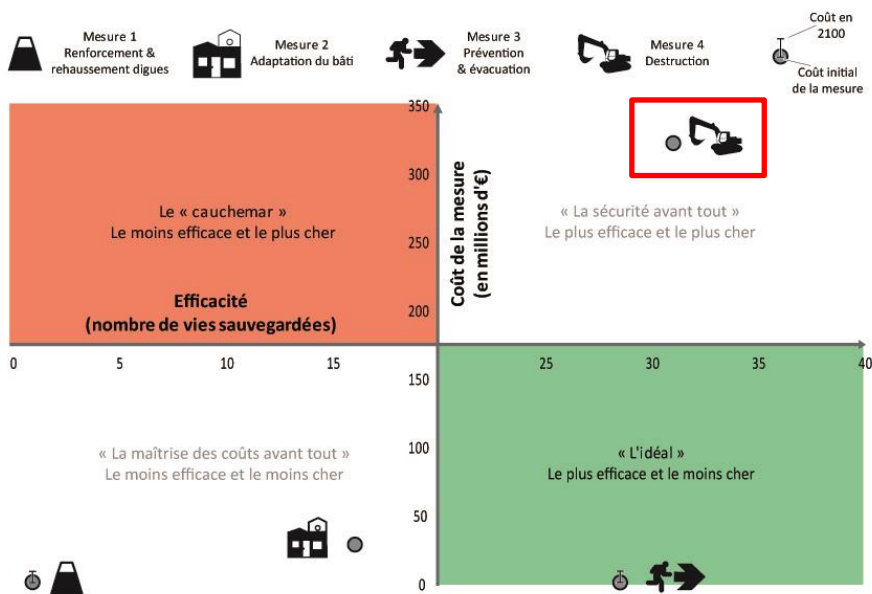 Mesure 1
Renforcement &
rehaussement digues
Mesure 2
Adaptation du bâti
Mesure 3
Prévention
& évacuation
Mesure 4
Destruction
Coût en
2100
Coût initial
de la mesure
350
300
250
200
150
100
50
0
Coût de la mesure
(en millions d'€)
Le « cauchemar »
Le moins efficace et le plus cher
« La sécurité avant tout »
Le plus efficace et le plus cher
Efficacité
(nombre de vies sauvegardées)
0
5
10
15
25
30
35
40
« La maîtrise des coûts avant tout »
Le moins efficace et le moins cher
« L'idéal »
Le plus efficace et le moins cher